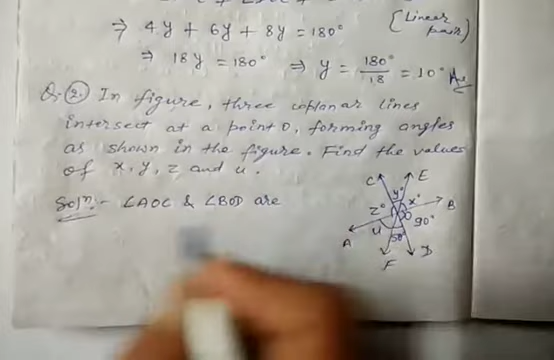 ⇒ 4y + 6y + 8y = 180° (Linear pair)
⇒ 18y = 180° ⇒ y = 180°/18 = 10° Ans
Q.② In figure, three coplanar lines
intersect at a point O, forming angles
as shown in the figure. Find the values
of x, y, z and u.
Soln:- ∠AOC & ∠BOD are
C E
y°
z° x° B
O 90°
A u 50°
F D